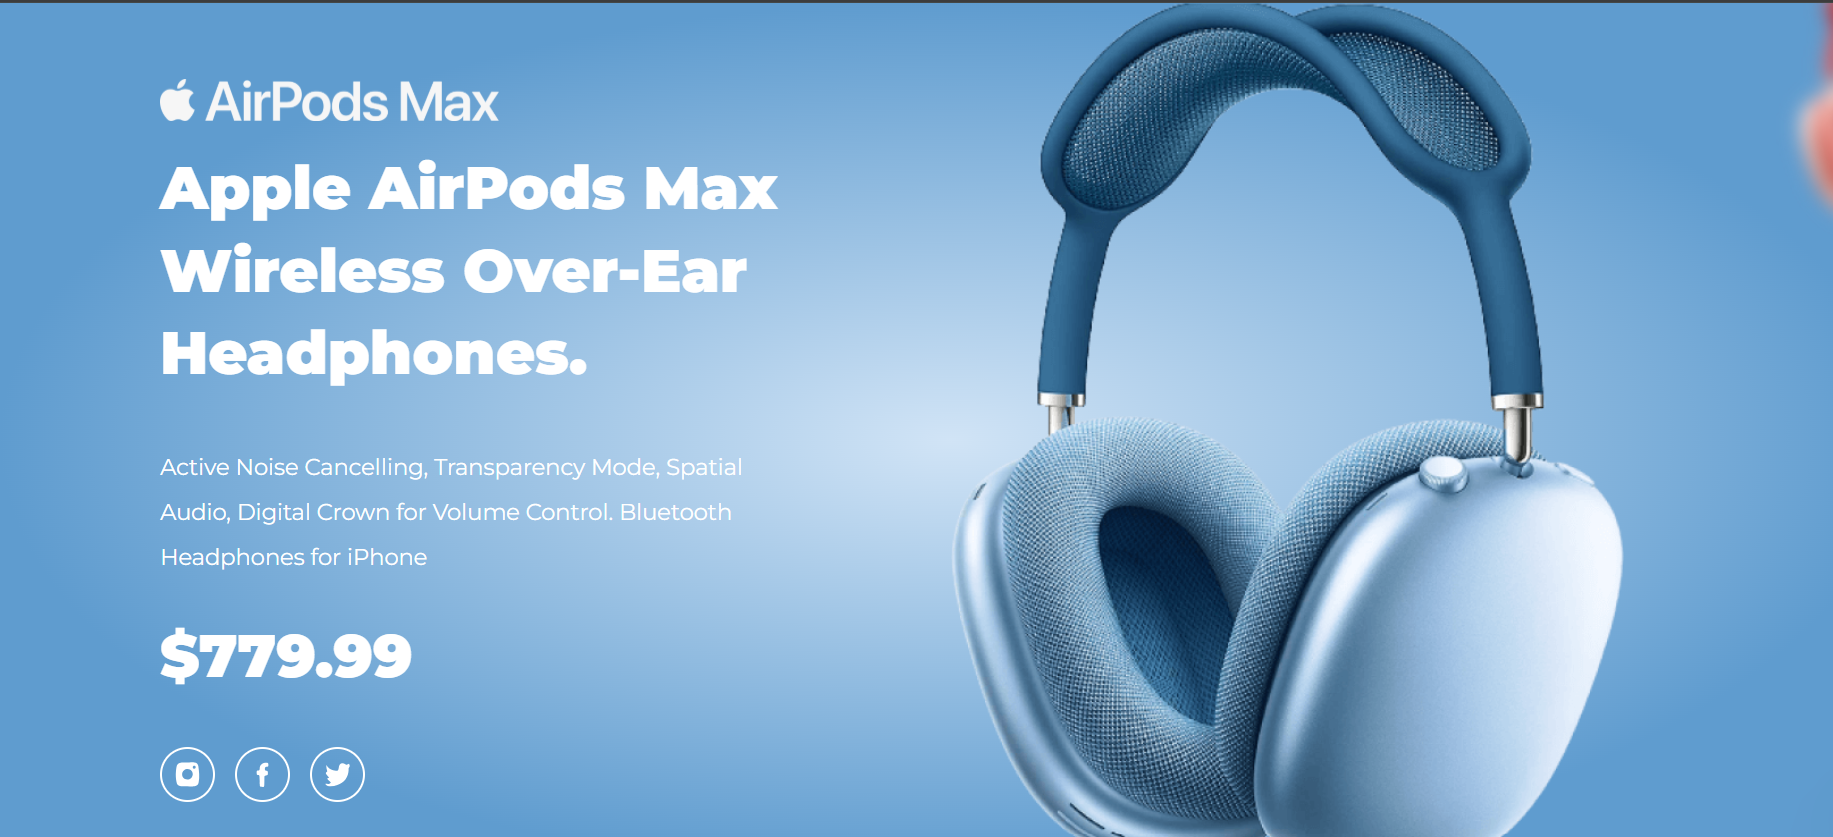 AirPods Max
Apple AirPods Max
Wireless Over-Ear
Headphones.
Active Noise Cancelling, Transparency Mode, Spatial
Audio, Digital Crown for Volume Control. Bluetooth
Headphones for iPhone
$779.99